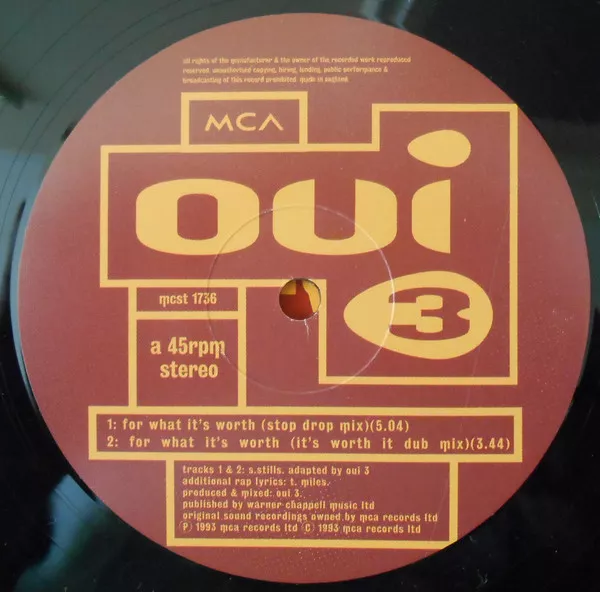 all rights of the manufacturer & the owner of the recorded work reproduced
reserved. unauthorised copying, hiring, lending, public performance &
broadcasting of this record prohibited made in england
MCA
oui
3
mcst 1736
a 45rpm
stereo
1: for what it's worth (stop drop mix)(5.04)
2: for what it's worth (it's worth it dub mix)(3.44)
tracks 1 & 2: s.stills. adapted by oui 3
additional rap lyrics: t. miles.
produced & mixed: oui 3.
published by warner-chappell music ltd
original sound recordings owned by mca records ltd
Ⓟ 1993 mca records ltd © 1993 mca records ltd